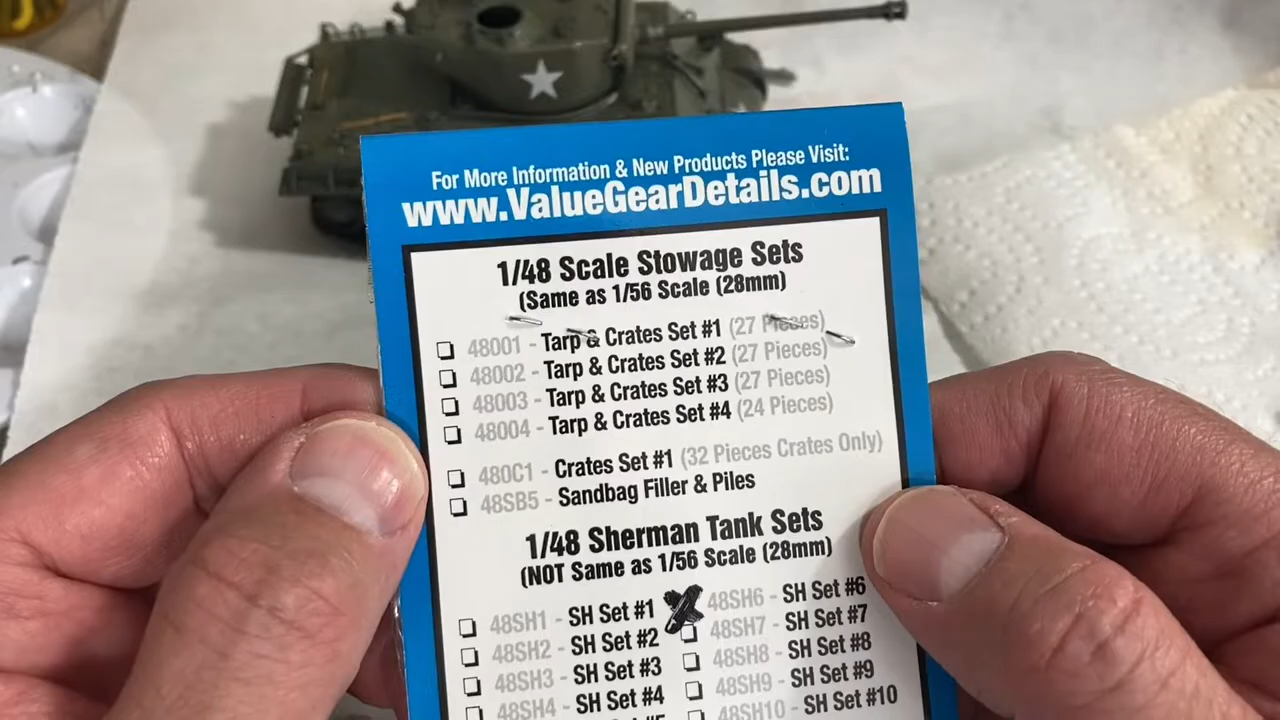 For More Information & New Products Please Visit:
www.ValueGearDetails.com
1/48 Scale Stowage Sets
(Same as 1/56 Scale (28mm)
48001 - Tarp & Crates Set #1 (27 Pieces)
48002 - Tarp & Crates Set #2 (27 Pieces)
48003 - Tarp & Crates Set #3 (27 Pieces)
48004 - Tarp & Crates Set #4 (24 Pieces)
480C1 - Crates Set #1 (32 Pieces Crates Only)
48SB5 - Sandbag Filler & Piles
1/48 Sherman Tank Sets
(NOT Same as 1/56 Scale (28mm)
48SH1 - SH Set #1 48SH6 - SH Set #6
48SH2 - SH Set #2 48SH7 - SH Set #7
48SH3 - SH Set #3 48SH8 - SH Set #8
48SH4 - SH Set #4 48SH9 - SH Set #9
48SH10 - SH Set #10